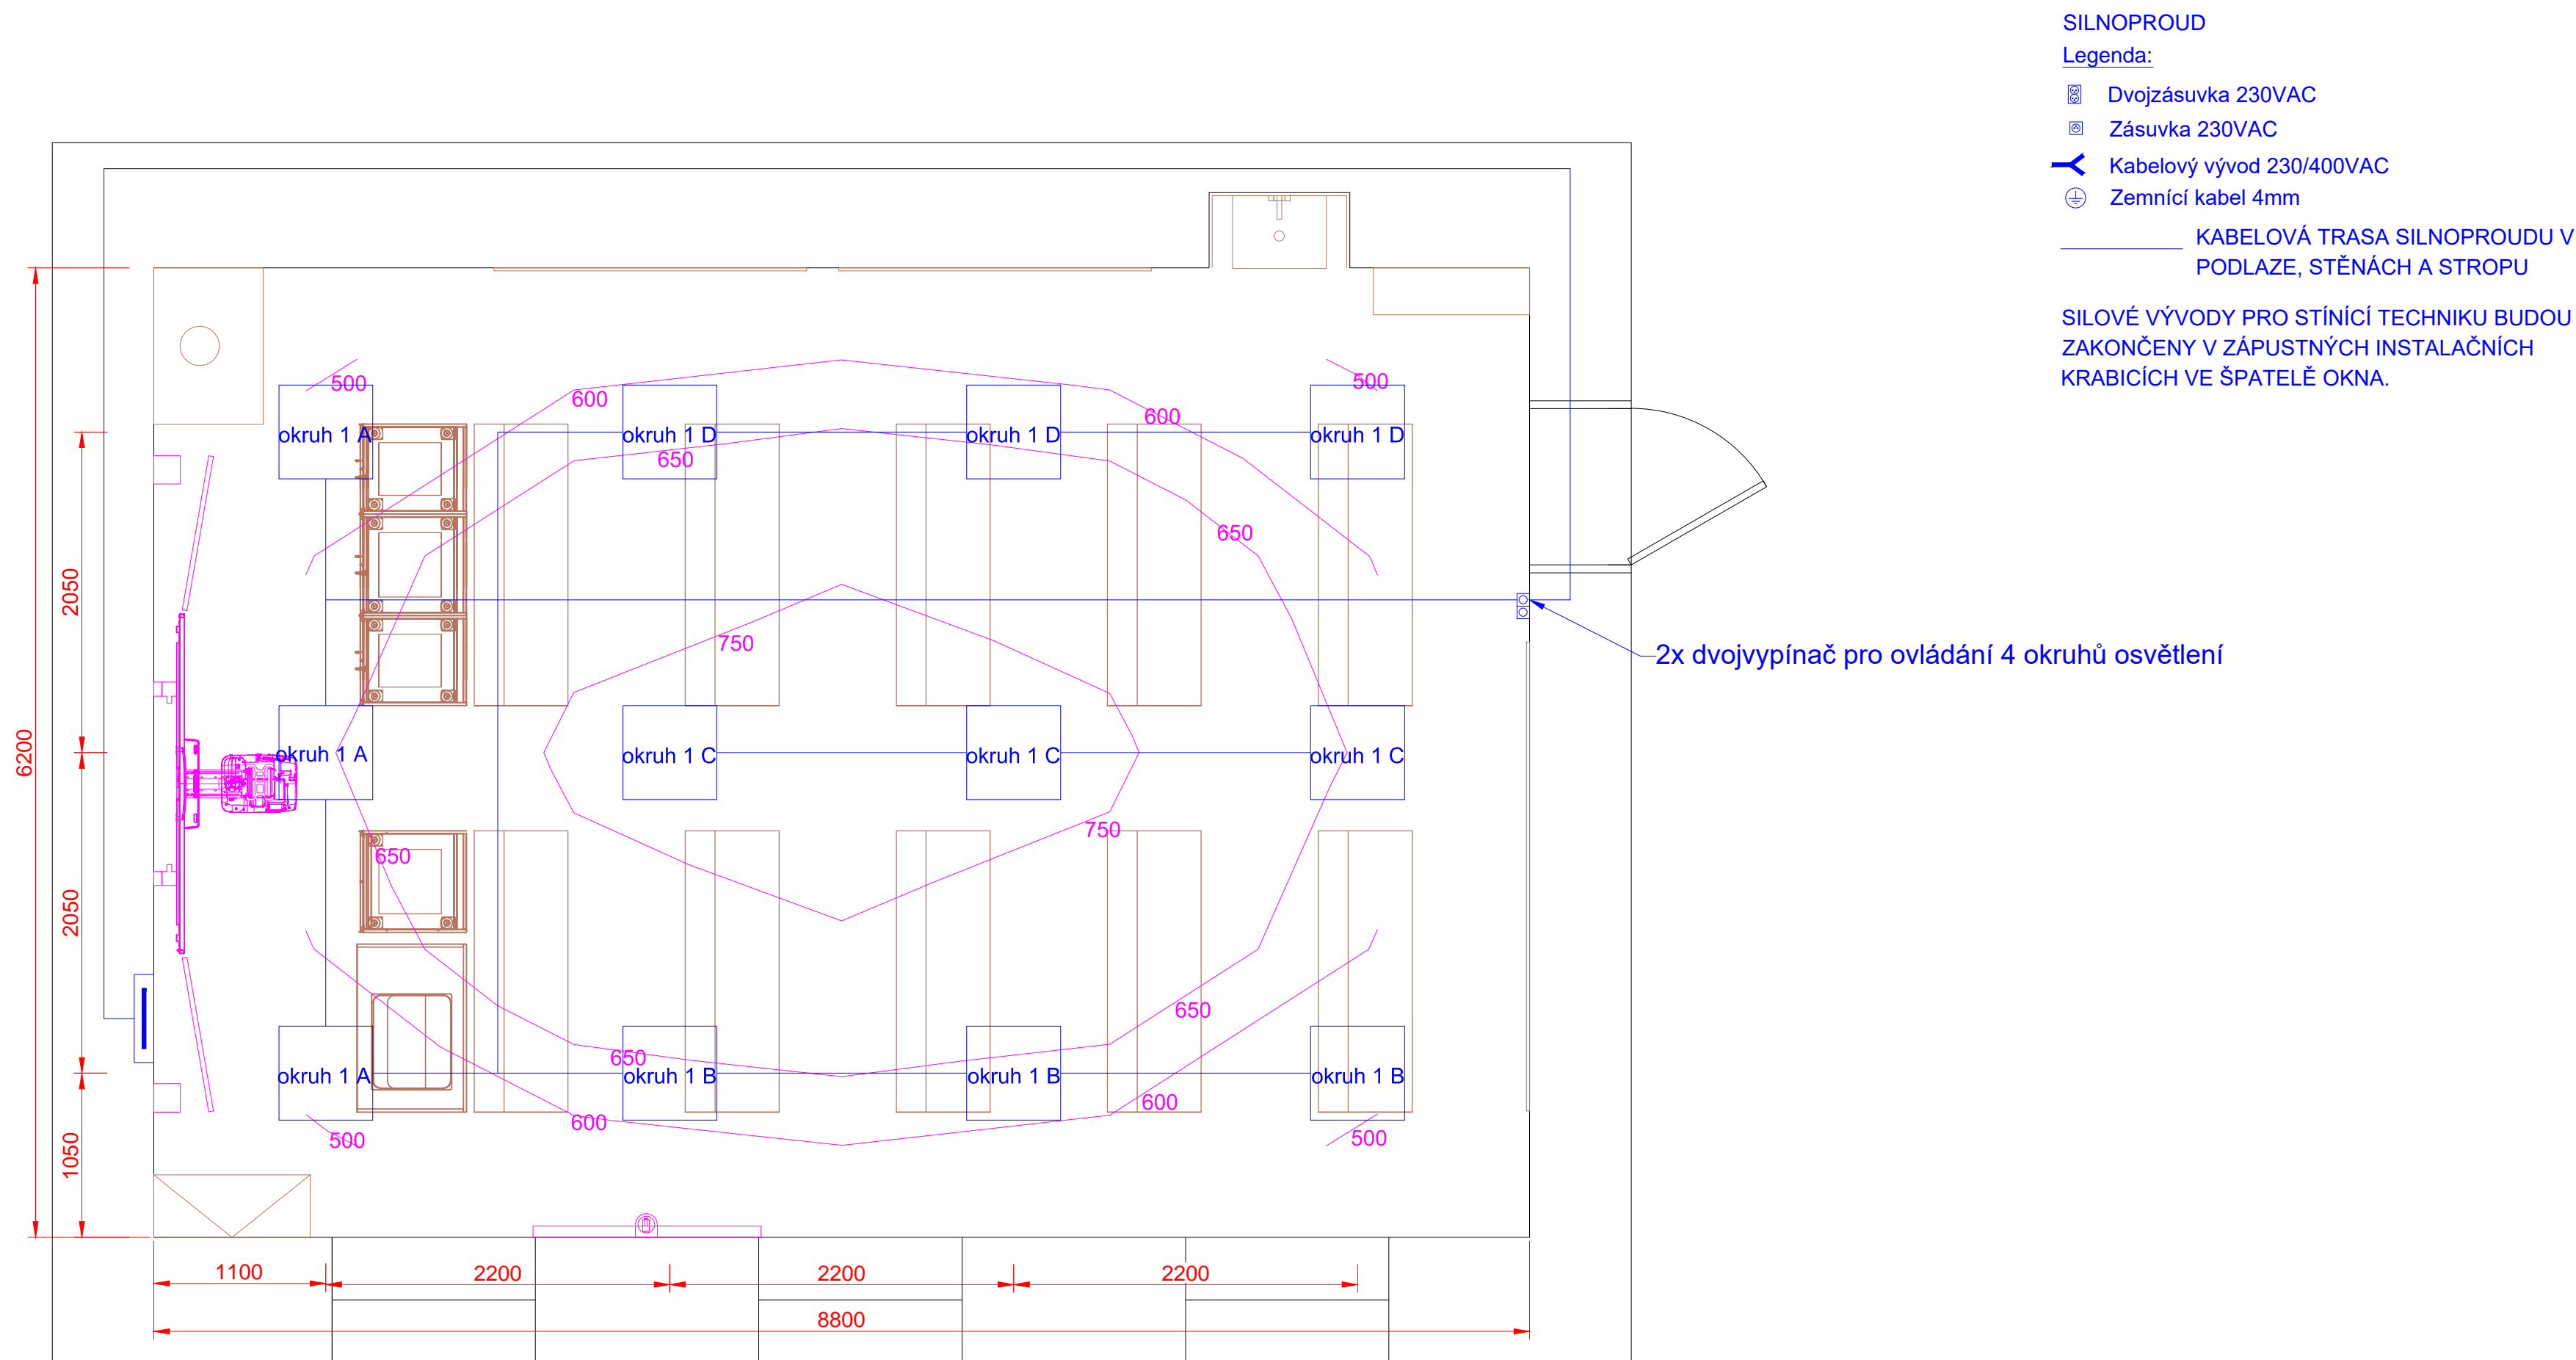 SILNOPROUD
Legenda:
Dvojzásuvka 230VAC
Zásuvka 230VAC
Kabelový vývod 230/400VAC
Zemnící kabel 4mm
KABELOVÁ TRASA SILNOPROUDU V
PODLAZE, STĚNÁCH A STROPU
SILOVÉ VÝVODY PRO STÍNÍCÍ TECHNIKU BUDOU
ZAKONČENY V ZÁPUSTNÝCH INSTALAČNÍCH
KRABICÍCH VE ŠPATELĚ OKNA.
500
600
500
600
okruh 1 A
okruh 1 D
okruh 1 D
okruh 1 D
650
650
2050
750
2x dvojvypínač pro ovládání 4 okruhů osvětlení
6200
okruh 1 A
okruh 1 C
okruh 1 C
okruh 1 C
750
650
2050
650
650
okruh 1 A
okruh 1 B
okruh 1 B
okruh 1 B
600
600
500
500
1050
1100
2200
2200
2200
8800